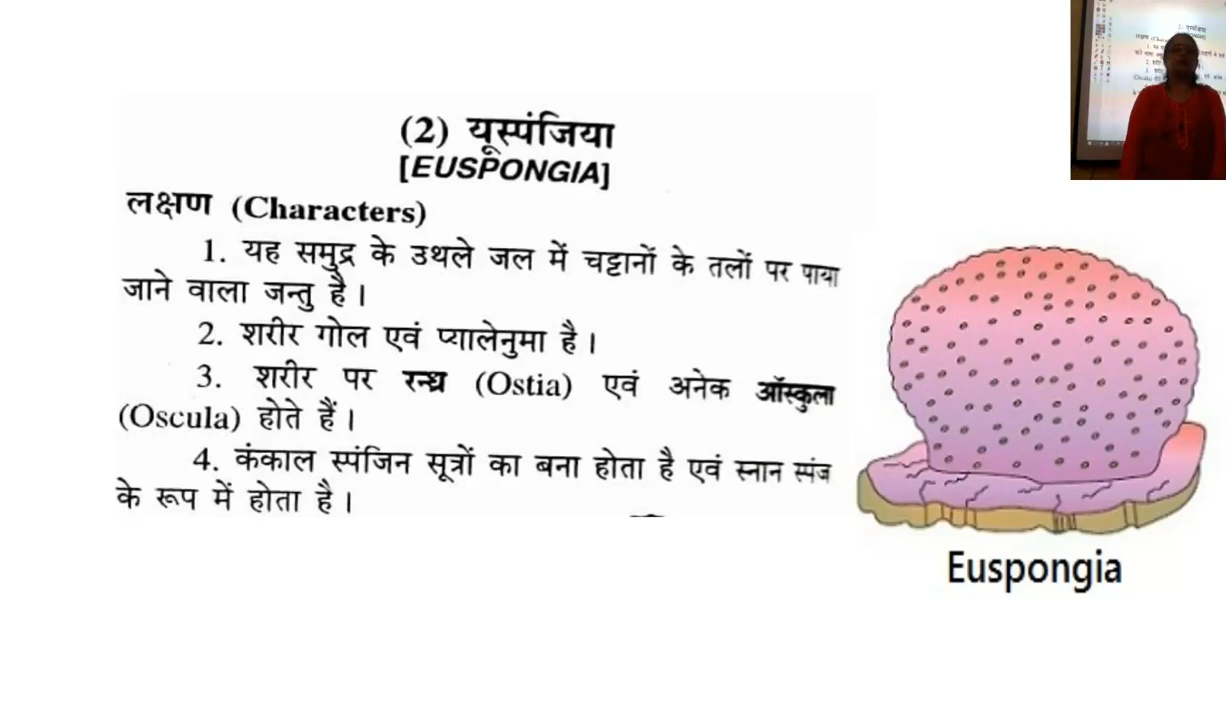 (2) यूस्पंजिया
[EUSPONGIA]
लक्षण (Characters)
1. यह समुद्र के उथले जल में चट्टानों के तलों पर पाया
जाने वाला जन्तु है।
2. शरीर गोल एवं प्यालेनुमा है।
3. शरीर पर रन्ध्र (Ostia) एवं अनेक ऑस्कुला
(Oscula) होते हैं।
4. कंकाल स्पंजिन सूत्रों का बना होता है एवं स्नान स्पंज
के रूप में होता है।
Euspongia